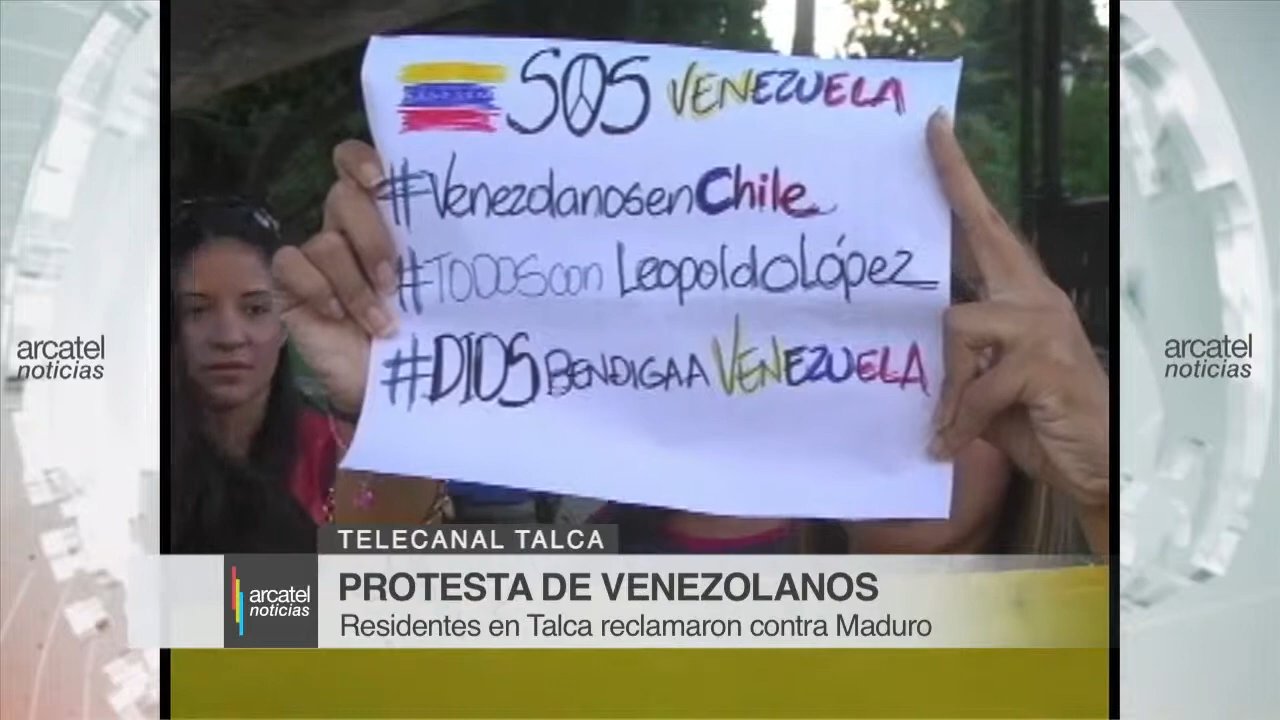 SOS VENEZUELA
#VenezolanosenChile
#TODOSconLeopoldoLópez
#DIOSBENDIGAAVENEZUELA
arcatel
noticias
arcatel
noticias
TELECANAL TALCA
arcatel
noticias
PROTESTA DE VENEZOLANOS
Residentes en Talca reclamaron contra Maduro